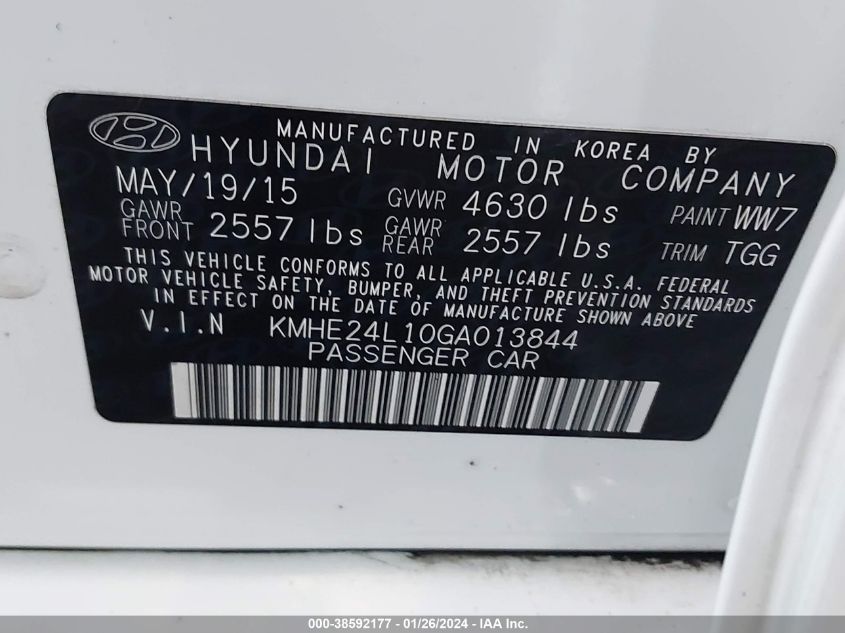 MANUFACTURED IN KOREA BY
HYUNDAI MOTOR COMPANY
MAY/19/15 GVWR 4630 lbs PAINT WW7
GAWR FRONT 2557 lbs GAWR REAR 2557 lbs TRIM TGG
THIS VEHICLE CONFORMS TO ALL APPLICABLE U.S.A. FEDERAL
MOTOR VEHICLE SAFETY, BUMPER, AND THEFT PREVENTION STANDARDS
IN EFFECT ON THE DATE OF MANUFACTURE SHOWN ABOVE
V.I.N KMHE24L10GA013844
PASSENGER CAR
000-38592177 - 01/26/2024 - IAA Inc.